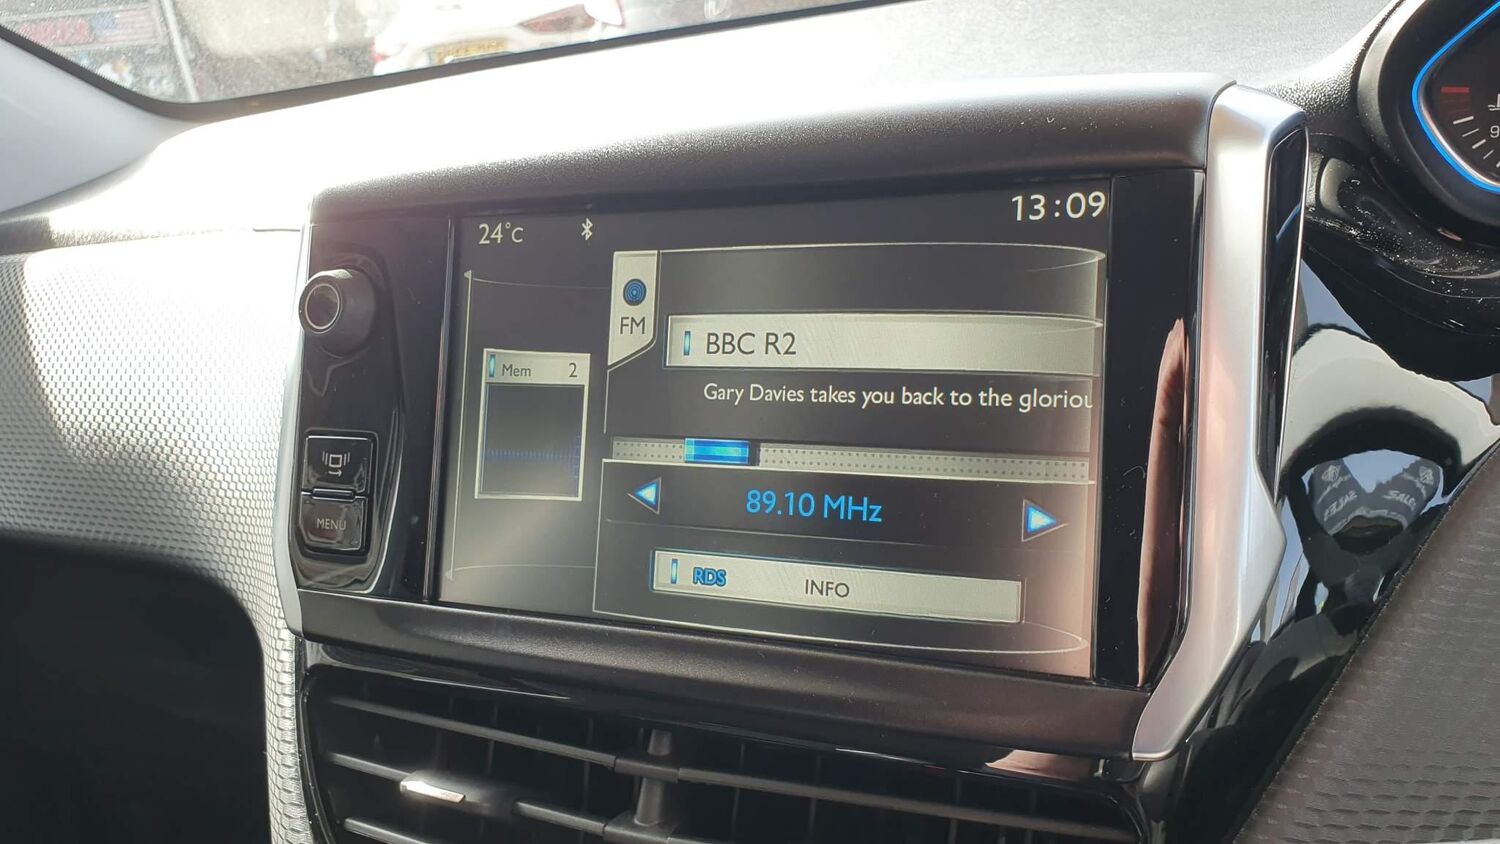 24°C
13:09
FM
BBC R2
Mem 2
Gary Davies takes you back to the gloriou
89.10 MHz
RDS INFO
MENU